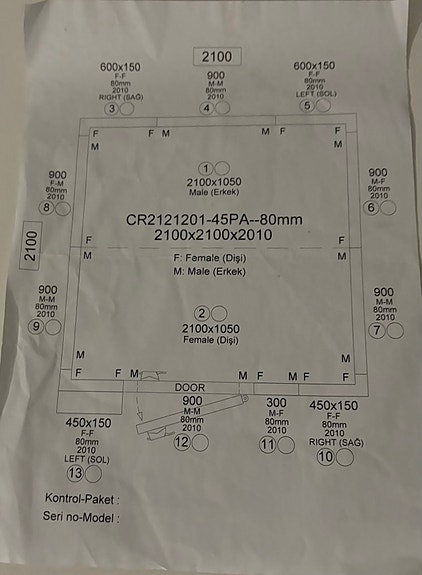 2100
600x150
F-F
80mm
2010
RIGHT (SAĞ)
3
900
M-M
80mm
2010
4
600x150
F-F
80mm
2010
LEFT (SOL)
5
F
F M
M F
F
M
M
1
2100x1050
Male (Erkek)
900
F-M
80mm
2010
8
CR2121201-45PA--80mm
2100x2100x2010
900
M-F
80mm
2010
6
2100
F
F
M
M
F: Famale (Dişi)
M: Male (Erkek)
900
M-M
80mm
2010
9
2
2100x1050
Female (Dişi)
900
M-M
80mm
2010
7
M
M
F
F M
M F
M F
F
DOOR
450x150
F-F
80mm
2010
LEFT (SOL)
13
900
M-M
80mm
2010
12
300
M-F
80mm
2010
11
450x150
F-F
80mm
2010
RIGHT (SAĞ)
10
Kontrol-Paket :
Seri no-Model :